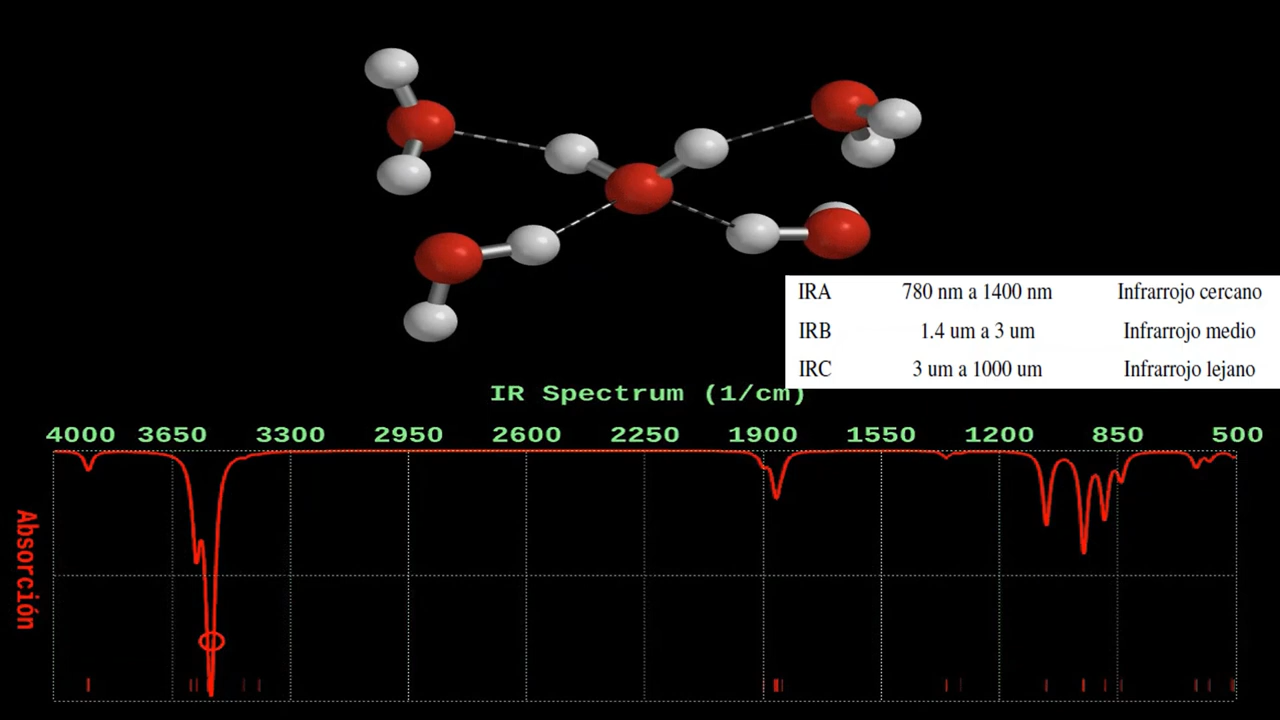 IRA 780 nm a 1400 nm Infrarrojo cercano
IRB 1.4 um a 3 um Infrarrojo medio
IRC 3 um a 1000 um Infrarrojo lejano
IR Spectrum (1/cm)
4000 3650 3300 2950 2600 2250 1900 1550 1200 850 500
Absorción